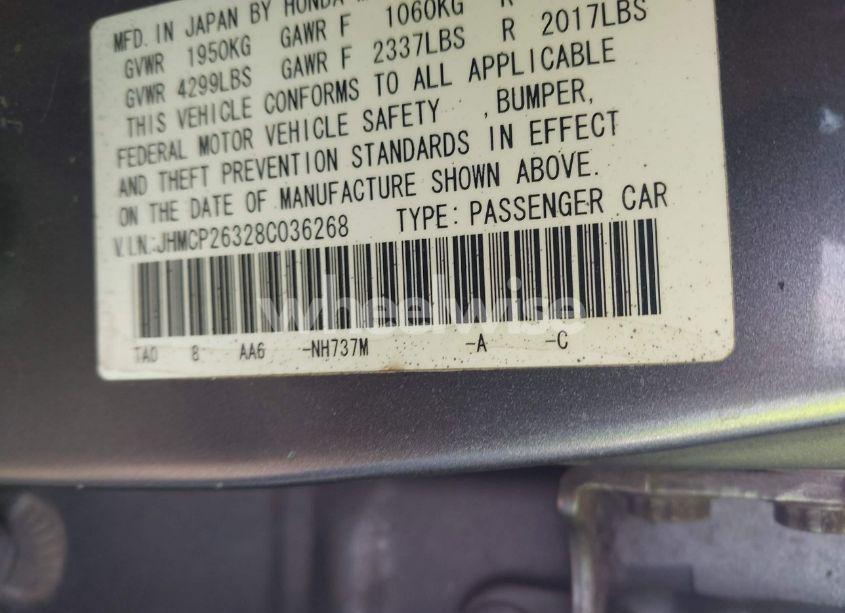 MFD. IN JAPAN BY HONDA
GVWR 1950KG GAWR F 1060KG R
GVWR 4299LBS GAWR F 2337LBS R 2017LBS
THIS VEHICLE CONFORMS TO ALL APPLICABLE
FEDERAL MOTOR VEHICLE SAFETY , BUMPER,
AND THEFT PREVENTION STANDARDS IN EFFECT
ON THE DATE OF MANUFACTURE SHOWN ABOVE.
V.I.N.:JHMCP26328C036268 TYPE: PASSENGER CAR
wheelwise
TA0 8 AA6 -NH737M -A -C